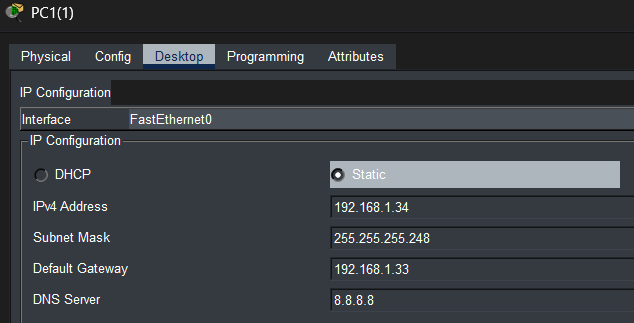 PC1(1)
Physical Config Desktop Programming Attributes
IP Configuration
Interface FastEthernet0
IP Configuration
DHCP Static
IPv4 Address 192.168.1.34
Subnet Mask 255.255.255.248
Default Gateway 192.168.1.33
DNS Server 8.8.8.8